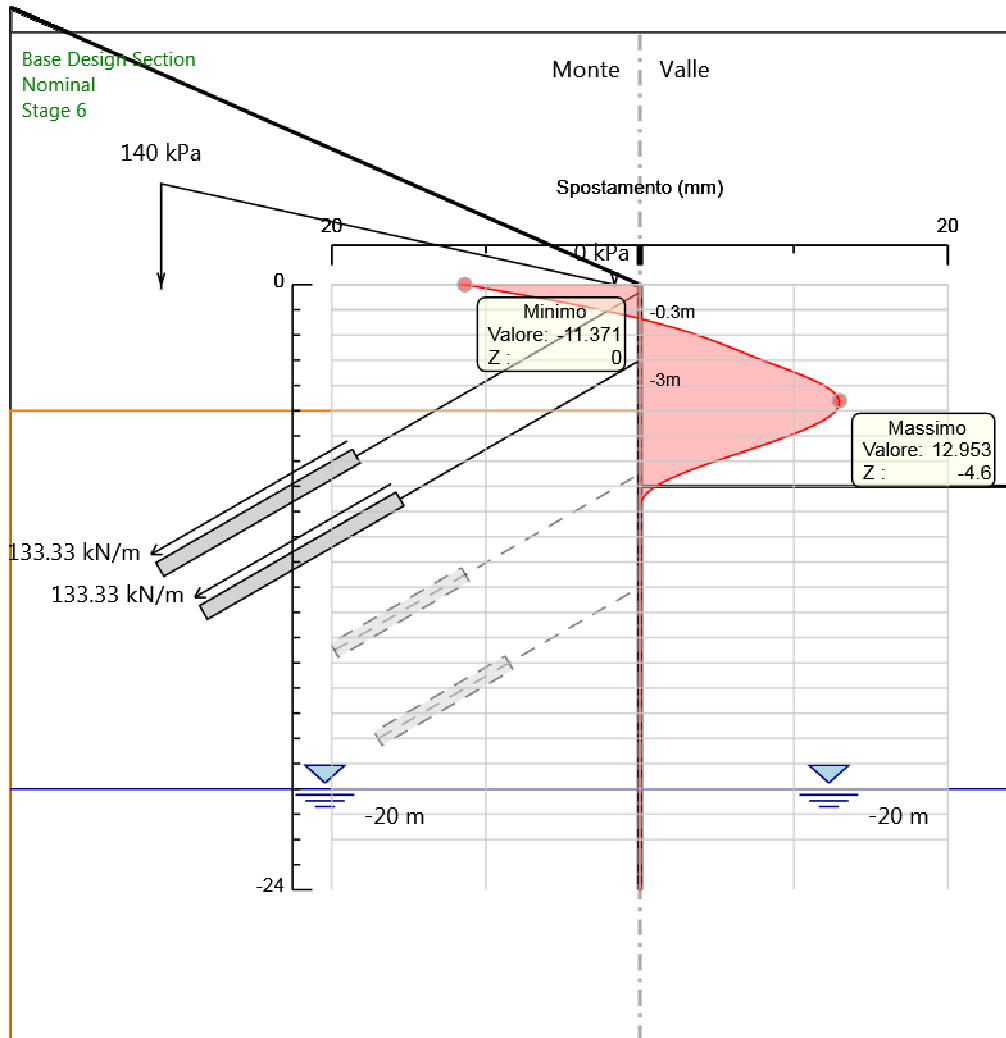 Base Design Section
Nominal
Stage 6
Monte
Valle
140 kPa
Spostamento (mm)
20
20
0 kPa
0
Minimo
Valore: -11.371
Z : 0
-0.3m
-3m
Massimo
Valore: 12.953
Z : -4.6
133.33 kN/m
133.33 kN/m
-20 m
-20 m
-24